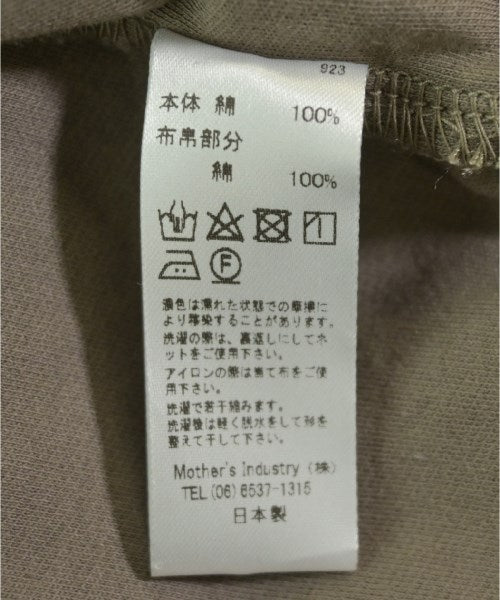 923
本体 綿 100%
布帛部分
綿 100%
F
濃色は濡れた状態での摩擦に
より移染することがあります。
洗濯の際は、裏返しにしてネ
ットをご使用下さい。
アイロンの際は当て布をご使
用下さい。
洗濯で若干縮みます。
洗濯後は軽く脱水をして形を
整えて干して下さい。
Mother's Industry (株)
TEL (06) 6537-1315
日本製